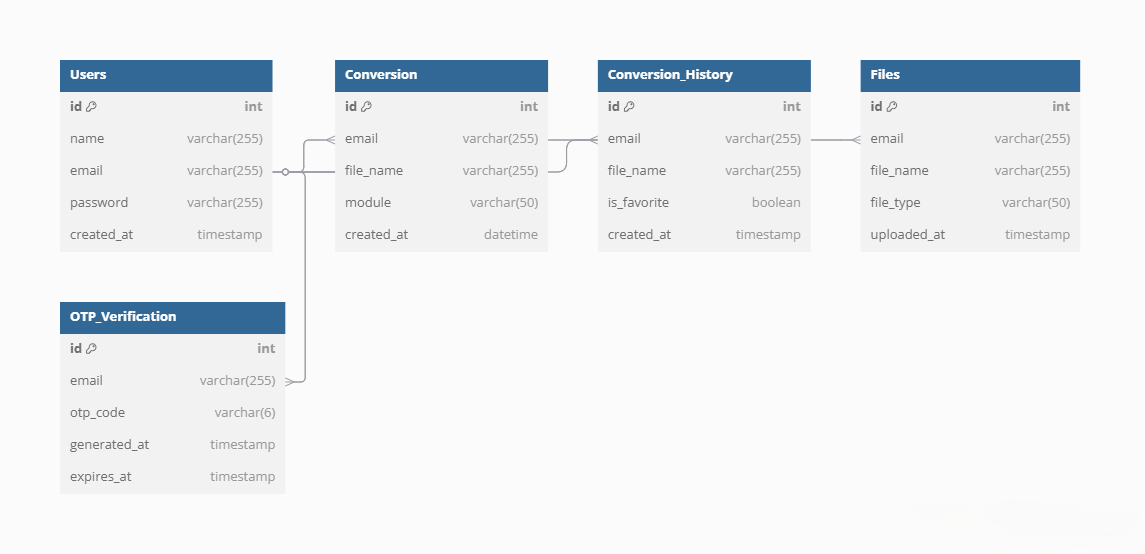 Users
id int
name varchar(255)
email varchar(255)
password varchar(255)
created_at timestamp
Conversion
id int
email varchar(255)
file_name varchar(255)
module varchar(50)
created_at datetime
Conversion_History
id int
email varchar(255)
file_name varchar(255)
is_favorite boolean
created_at timestamp
Files
id int
email varchar(255)
file_name varchar(255)
file_type varchar(50)
uploaded_at timestamp
OTP_Verification
id int
email varchar(255)
otp_code varchar(6)
generated_at timestamp
expires_at timestamp